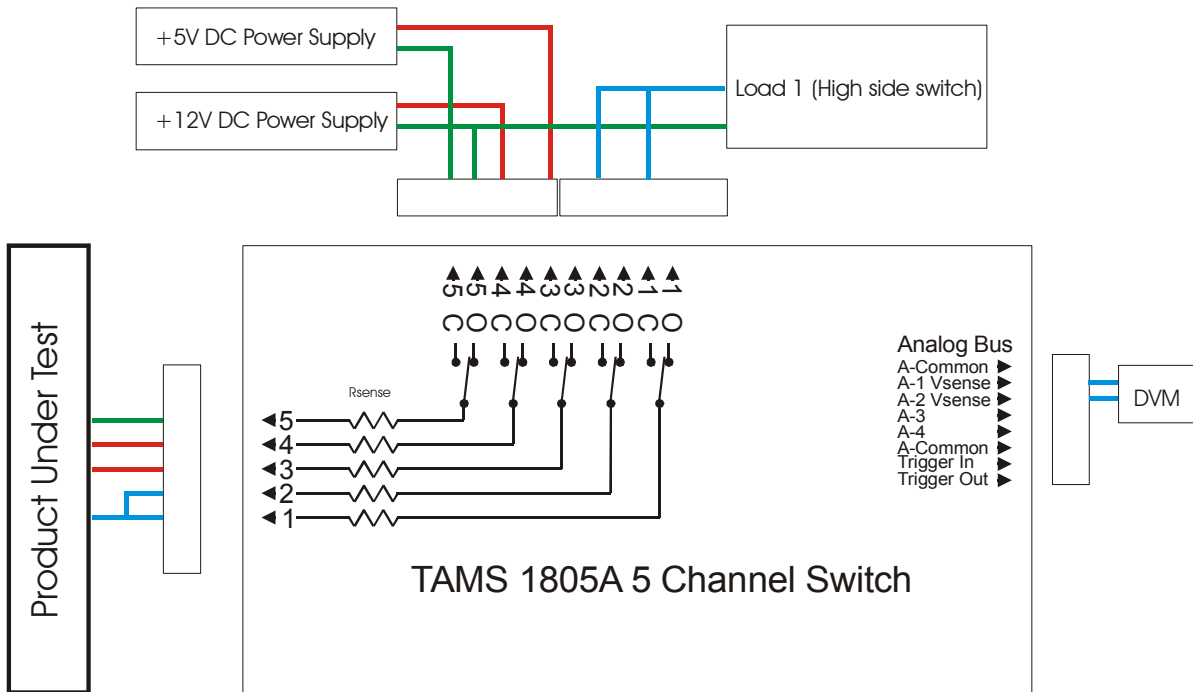 +5V DC Power Supply
+12V DC Power Supply
Load 1 (High side switch)
Product Under Test
5 5 4 4 3 3 2 2 1 1
C O C O C O C O C O
Rsense
5
4
3
2
1
Analog Bus
A-Common
A-1 Vsense
A-2 Vsense
A-3
A-4
A-Common
Trigger In
Trigger Out
DVM
TAMS 1805A 5 Channel Switch